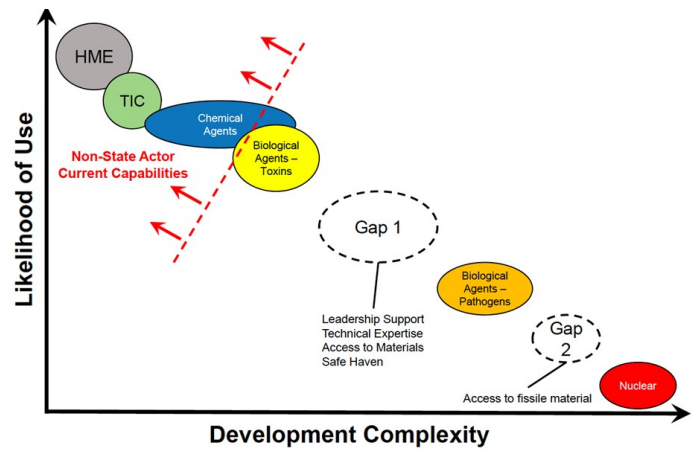 HME
TIC
Chemical
Agents
Biological
Agents –
Toxins
Non-State Actor
Current Capabilities
Gap 1
Leadership Support
Technical Expertise
Access to Materials
Safe Haven
Biological
Agents –
Pathogens
Gap
2
Access to fissile material
Nuclear
Likelihood of Use
Development Complexity